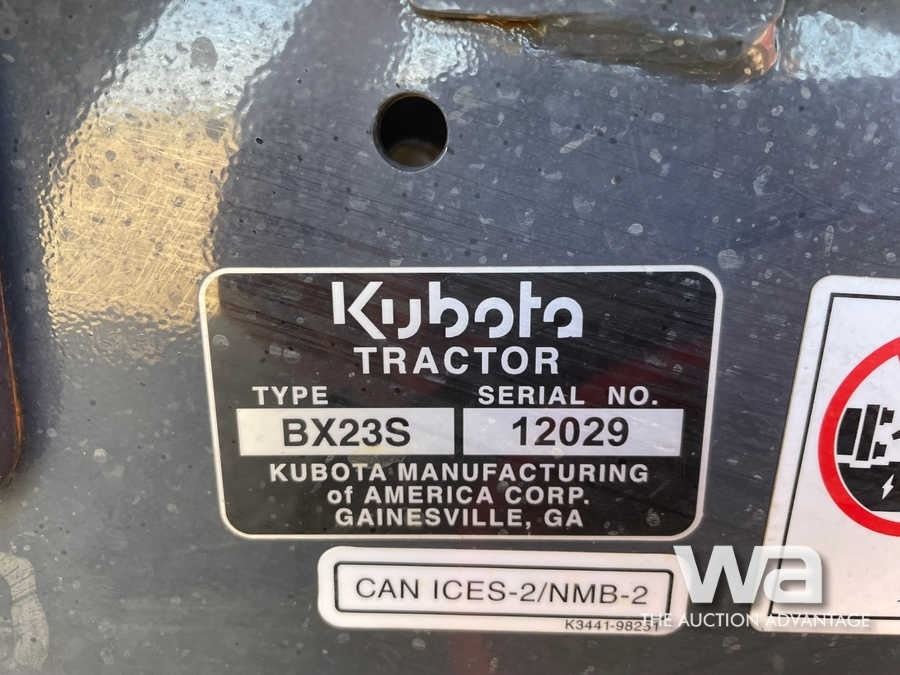 Kubota
TRACTOR
TYPE SERIAL NO.
BX23S 12029
KUBOTA MANUFACTURING
of AMERICA CORP.
GAINESVILLE, GA
CAN ICES-2/NMB-2
K3441-98251
wa
THE AUCTION ADVANTAGE